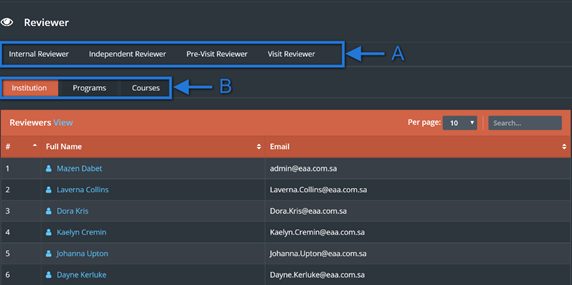 Reviewer
Internal Reviewer Independent Reviewer Pre-Visit Reviewer Visit Reviewer A
Institution Programs Courses B
Reviewers View Per page: 10 Search...
# Full Name Email
1 Mazen Dabet admin@eaa.com.sa
2 Laverna Collins Laverna.Collins@eaa.com.sa
3 Dora Kris Dora.Kris@eaa.com.sa
4 Kaelyn Cremin Kaelyn.Cremin@eaa.com.sa
5 Johanna Upton Johanna.Upton@eaa.com.sa
6 Dayne Kerluke Dayne.Kerluke@eaa.com.sa